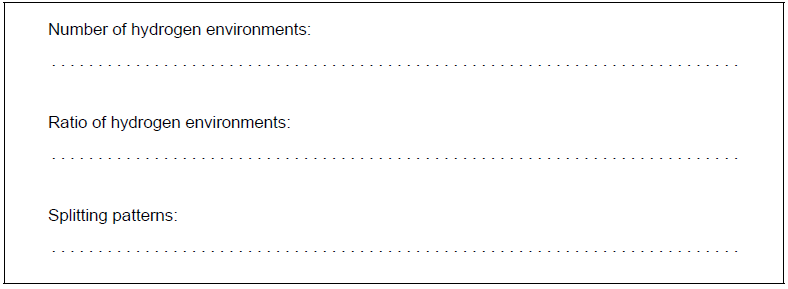 Number of hydrogen environments:
. . . . . . . . . . . . . . . . . . . . . . . . . . . . . . . . . . . . . . . . . . . . . . . . . . . . . . . . . . . . . . . . . . . . . . . . . .
Ratio of hydrogen environments:
. . . . . . . . . . . . . . . . . . . . . . . . . . . . . . . . . . . . . . . . . . . . . . . . . . . . . . . . . . . . . . . . . . . . . . . . . .
Splitting patterns:
. . . . . . . . . . . . . . . . . . . . . . . . . . . . . . . . . . . . . . . . . . . . . . . . . . . . . . . . . . . . . . . . . . . . . . . . . .